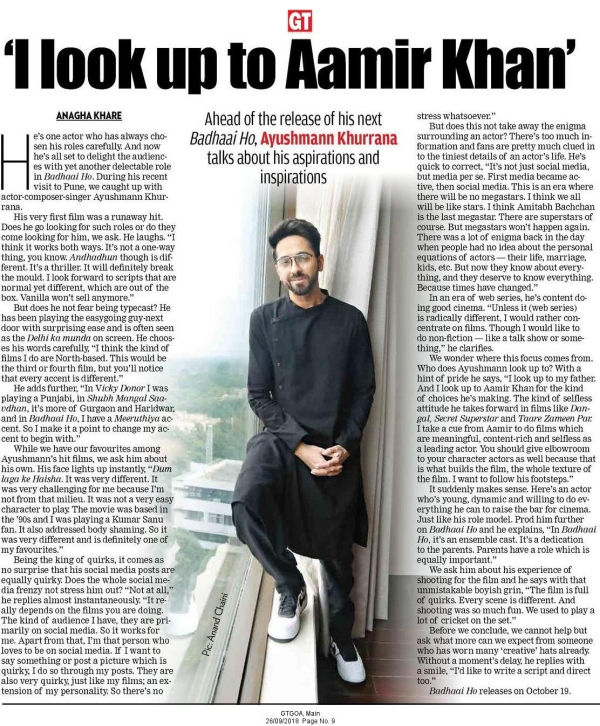 GT
'I look up to Aamir Khan'
ANAGHA KHARE
He's one actor who has always cho-
sen his roles carefully. And now
he's all set to delight the audienc-
es with yet another delectable role
in Badhaai Ho. During his recent
visit to Pune, we caught up with
actor-composer-singer Ayushmann Khur-
rana.
His very first film was a runaway hit.
Does he go looking for such roles or do they
come looking for him, we ask. He laughs. "I
think it works both ways. It's not a one-way
thing, you know. Andhadhun though is dif-
ferent. It's a thriller. It will definitely break
the mould. I look forward to scripts that are
normal yet different, which are out of the
box. Vanilla won't sell anymore."
But does he not fear being typecast? He
has been playing the easygoing guy-next
door with surprising ease and is often seen
as the Delhi ka munda on screen. He choos-
es his words carefully, "I think the kind of
films I do are North-based. This would be
the third or fourth film, but you'll notice
that every accent is different."
He adds further, "In Vicky Donor I was
playing a Punjabi, in Shubh Mangal Saa-
vdhan, it's more of Gurgaon and Haridwar,
and in Badhaai Ho, I have a Meeruthiya ac-
cent. So I make it a point to change my ac-
cent to begin with."
While we have our favourites among
Ayushmann's hit films, we ask him about
his own. His face lights up instantly, "Dum
laga ke Haisha. It was very different. It
was very challenging for me because I'm
not from that milieu. It was not a very easy
character to play. The movie was based in
the '90s and I was playing a Kumar Sanu
fan. It also addressed body shaming. So it
was very different and is definitely one of
my favourites."
Being the king of quirks, it comes as
no surprise that his social media posts are
equally quirky. Does the whole social me-
dia frenzy not stress him out? "Not at all,"
he replies almost instantaneously. "It re-
ally depends on the films you are doing.
The kind of audience I have, they are pri-
marily on social media. So it works for
me. Apart from that, I'm that person who
loves to be on social media. If I want to
say something or post a picture which is
quirky, I do so through my posts. They are
also very quirky, just like my films; an ex-
tension of my personality. So there's no
Ahead of the release of his next
Badhaai Ho, Ayushmann Khurrana
talks about his aspirations and
inspirations
Pic: Anand Chaini
stress whatsoever."
But does this not take away the enigma
surrounding an actor? There's too much in-
formation and fans are pretty much clued in
to the tiniest details of an actor's life. He's
quick to correct, "It's not just social media,
but media per se. First media became ac-
tive, then social media. This is an era where
there will be no megastars. I think we all
will be like stars. I think Amitabh Bachchan
is the last megastar. There are superstars of
course. But megastars won't happen again.
There was a lot of enigma back in the day
when people had no idea about the personal
equations of actors — their life, marriage,
kids, etc. But now they know about every-
thing, and they deserve to know everything.
Because times have changed."
In an era of web series, he's content do-
ing good cinema. "Unless it (web series)
is radically different, I would rather con-
centrate on films. Though I would like to
do non-fiction — like a talk show or some-
thing," he clarifies.
We wonder where this focus comes from.
Who does Ayushmann look up to? With a
hint of pride he says, "I look up to my father.
And I look up to Aamir Khan for the kind
of choices he's making. The kind of selfless
attitude he takes forward in films like Dan-
gal, Secret Superstar and Taare Zameen Par.
I take a cue from Aamir to do films which
are meaningful, content-rich and selfless as
a leading actor. You should give elbowroom
to your character actors as well because that
is what builds the film, the whole texture of
the film. I want to follow his footsteps."
It suddenly makes sense. Here's an actor
who's young, dynamic and willing to do ev-
erything he can to raise the bar for cinema.
Just like his role model. Prod him further
on Badhaai Ho and he explains, "In Badhaai
Ho, it's an ensemble cast. It's a dedication
to the parents. Parents have a role which is
equally important."
We ask him about his experience of
shooting for the film and he says with that
unmistakable boyish grin, "The film is full
of quirks. Every scene is different. And
shooting was so much fun. We used to play a
lot of cricket on the set."
Before we conclude, we cannot help but
ask what more can we expect from someone
who has worn many 'creative' hats already.
Without a moment's delay, he replies with
a smile, "I'd like to write a script and direct
too."
Badhaai Ho releases on October 19.
GTGOA, Main
26/09/2018 Page No. 9